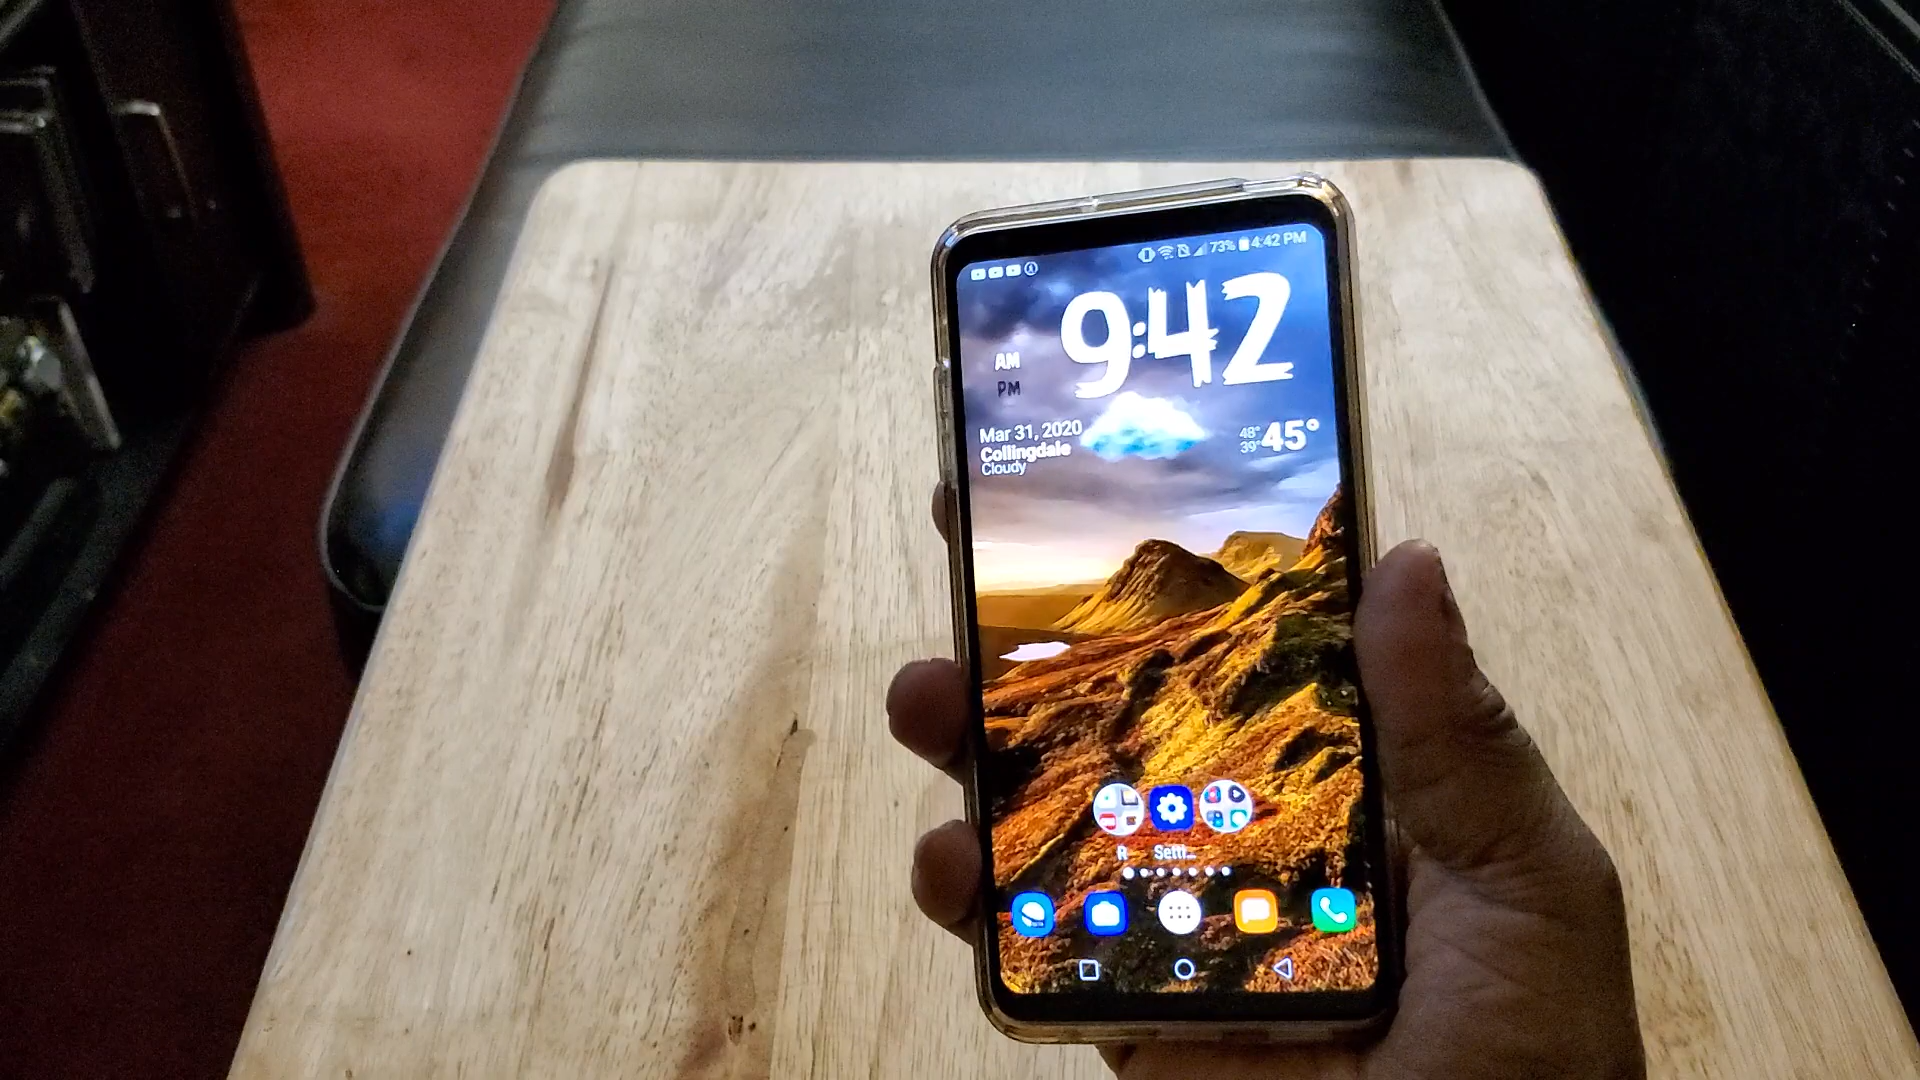 73% 4:42 PM
9:42
AM
PM
Mar 31, 2020
Collingdale
Cloudy
48°
39°
45°
R
Setti...